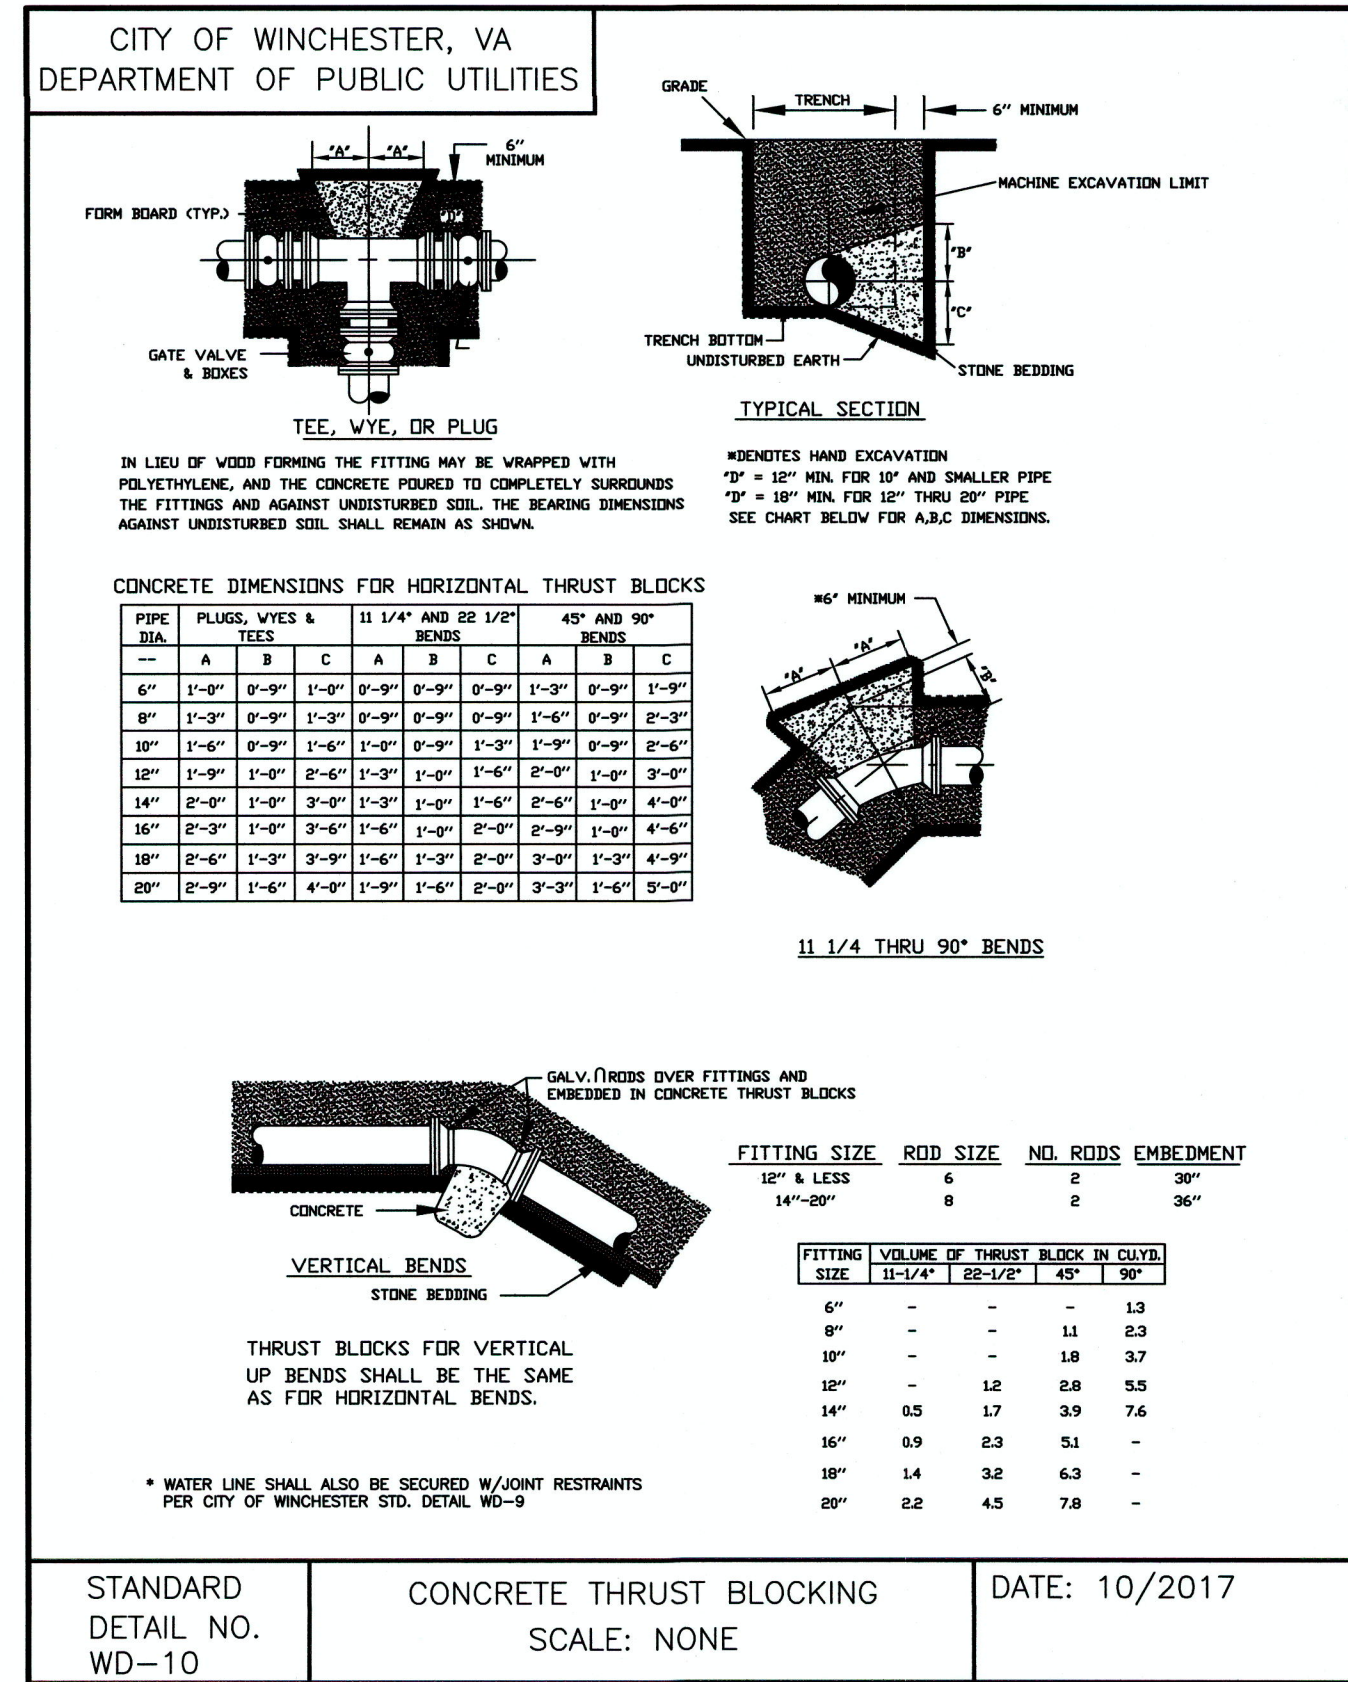 CITY OF WINCHESTER, VA
DEPARTMENT OF PUBLIC UTILITIES
"A" "A"
6" MINIMUM
FORM BOARD (TYP.)
"D"
GATE VALVE
& BOXES
TEE, WYE, OR PLUG
GRADE
TRENCH
6" MINIMUM
MACHINE EXCAVATION LIMIT
"B"
"C"
TRENCH BOTTOM
UNDISTURBED EARTH
STONE BEDDING
TYPICAL SECTION
IN LIEU OF WOOD FORMING THE FITTING MAY BE WRAPPED WITH
POLYETHYLENE, AND THE CONCRETE POURED TO COMPLETELY SURROUNDS
THE FITTINGS AND AGAINST UNDISTURBED SOIL. THE BEARING DIMENSIONS
AGAINST UNDISTURBED SOIL SHALL REMAIN AS SHOWN.
*DENOTES HAND EXCAVATION
"D" = 12" MIN. FOR 10" AND SMALLER PIPE
"D" = 18" MIN. FOR 12" THRU 20" PIPE
SEE CHART BELOW FOR A,B,C DIMENSIONS.
CONCRETE DIMENSIONS FOR HORIZONTAL THRUST BLOCKS
PIPE DIA. PLUGS, WYES & TEES 11 1/4° AND 22 1/2° BENDS 45° AND 90° BENDS
-- A B C A B C A B C
6" 1'-0" 0'-9" 1'-0" 0'-9" 0'-9" 0'-9" 1'-3" 0'-9" 1'-9"
8" 1'-3" 0'-9" 1'-3" 0'-9" 0'-9" 0'-9" 1'-6" 0'-9" 2'-3"
10" 1'-6" 0'-9" 1'-6" 1'-0" 0'-9" 1'-3" 1'-9" 0'-9" 2'-6"
12" 1'-9" 1'-0" 2'-6" 1'-3" 1'-0" 1'-6" 2'-0" 1'-0" 3'-0"
14" 2'-0" 1'-0" 3'-0" 1'-3" 1'-0" 1'-6" 2'-6" 1'-0" 4'-0"
16" 2'-3" 1'-0" 3'-6" 1'-6" 1'-0" 2'-0" 2'-9" 1'-0" 4'-6"
18" 2'-6" 1'-3" 3'-9" 1'-6" 1'-3" 2'-0" 3'-0" 1'-3" 4'-9"
20" 2'-9" 1'-6" 4'-0" 1'-9" 1'-6" 2'-0" 3'-3" 1'-6" 5'-0"
*6" MINIMUM
"A"
"A"
"B"
11 1/4 THRU 90° BENDS
GALV. ∩ RODS OVER FITTINGS AND
EMBEDDED IN CONCRETE THRUST BLOCKS
CONCRETE
VERTICAL BENDS
STONE BEDDING
THRUST BLOCKS FOR VERTICAL
UP BENDS SHALL BE THE SAME
AS FOR HORIZONTAL BENDS.
FITTING SIZE ROD SIZE NO. RODS EMBEDMENT
12" & LESS 6 2 30"
14"-20" 8 2 36"
FITTING VOLUME OF THRUST BLOCK IN CU.YD.
SIZE 11-1/4° 22-1/2° 45° 90°
6" - - - 1.3
8" - - 1.1 2.3
10" - - 1.8 3.7
12" - 1.2 2.8 5.5
14" 0.5 1.7 3.9 7.6
16" 0.9 2.3 5.1 -
18" 1.4 3.2 6.3 -
20" 2.2 4.5 7.8 -
* WATER LINE SHALL ALSO BE SECURED W/JOINT RESTRAINTS
PER CITY OF WINCHESTER STD. DETAIL WD-9
STANDARD
DETAIL NO.
WD-10
CONCRETE THRUST BLOCKING
SCALE: NONE
DATE: 10/2017